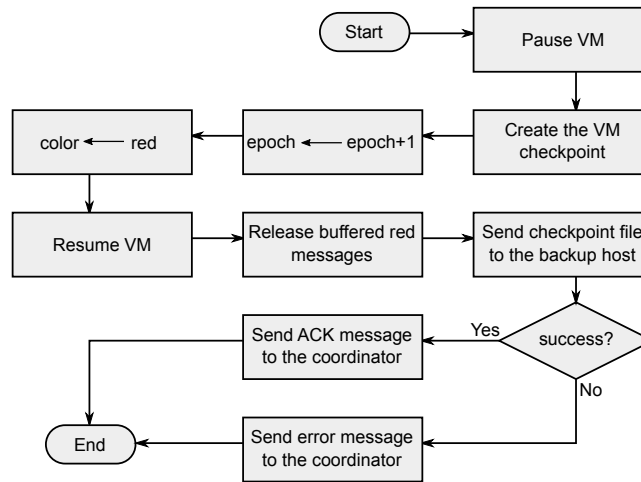 Start
Pause VM
Create the VM
checkpoint
epoch ← epoch+1
color ← red
Resume VM
Release buffered red
messages
Send checkpoint file
to the backup host
success?
Yes
No
Send ACK message
to the coordinator
Send error message
to the coordinator
End